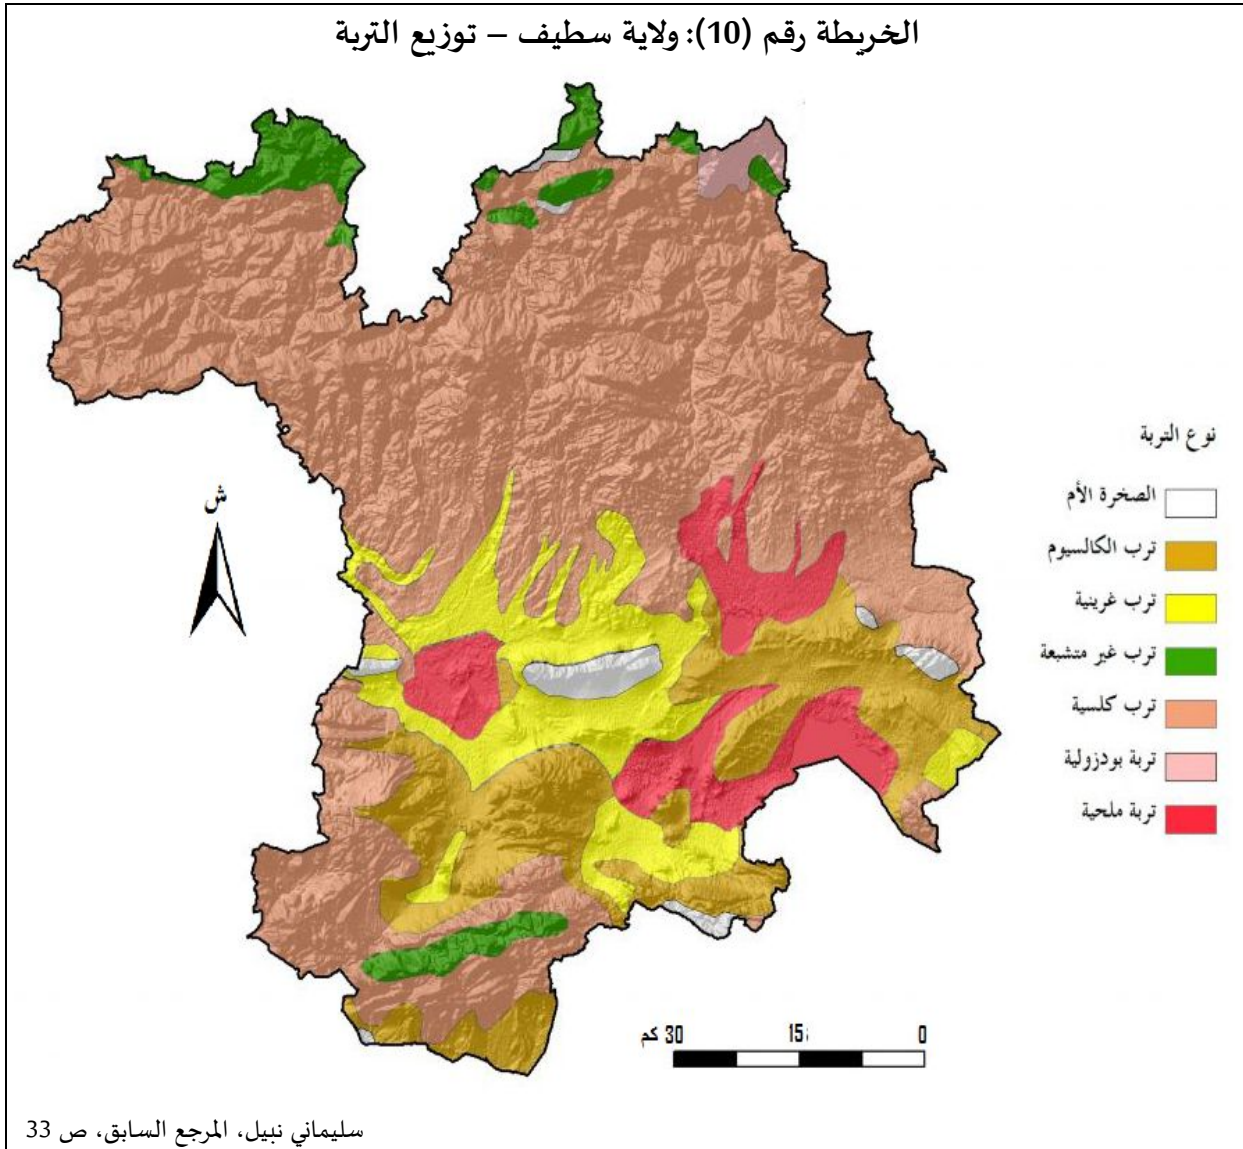 الخريطة رقم (10): ولاية سطيف – توزيع التربة
ش
نوع التربة
الصخرة الأم
ترب الكالسيوم
ترب غرينية
ترب غير متشبعة
ترب كلسية
تربة بودزولية
تربة ملحية
0 15 30 كم
سليماني نبيل، المرجع السابق، ص 33